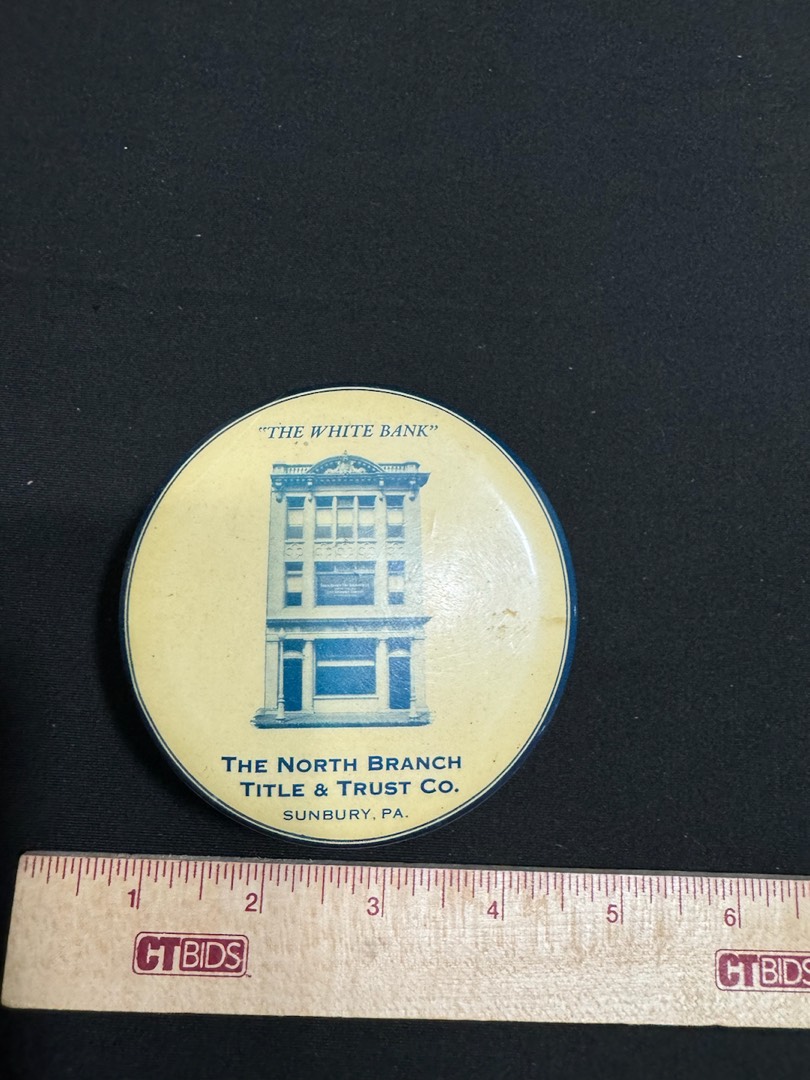 "THE WHITE BANK"
THE NORTH BRANCH
TITLE & TRUST CO.
SUNBURY, PA.
1 2 3 4 5 6
CTBIDS CTBIDS